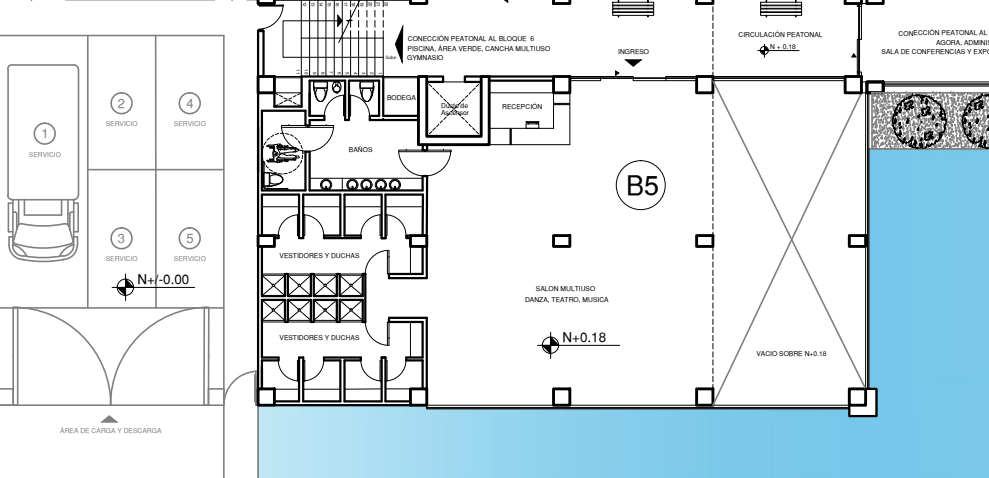 CONECCIÓN PEATONAL AL BLOQUE 6
PISCINA, ÁREA VERDE, CANCHA MULTIUSO
GYMNASIO
Sube
INGRESO
CIRCULACIÓN PEATONAL
N + 0.18
CONECCIÓN PEATONAL AL
AGORA, ADMINIS
SALA DE CONFERENCIAS Y EXPO
1
SERVICIO
2
SERVICIO
4
SERVICIO
3
SERVICIO
5
SERVICIO
N+/-0.00
ÁREA DE CARGA Y DESCARGA
BODEGA
Ducto de
Ascensor
RECEPCIÓN
BAÑOS
B5
VESTIDORES Y DUCHAS
VESTIDORES Y DUCHAS
SALON MULTIUSO
DANZA, TEATRO, MUSICA
N+0.18
VACIO SOBRE N+0.18